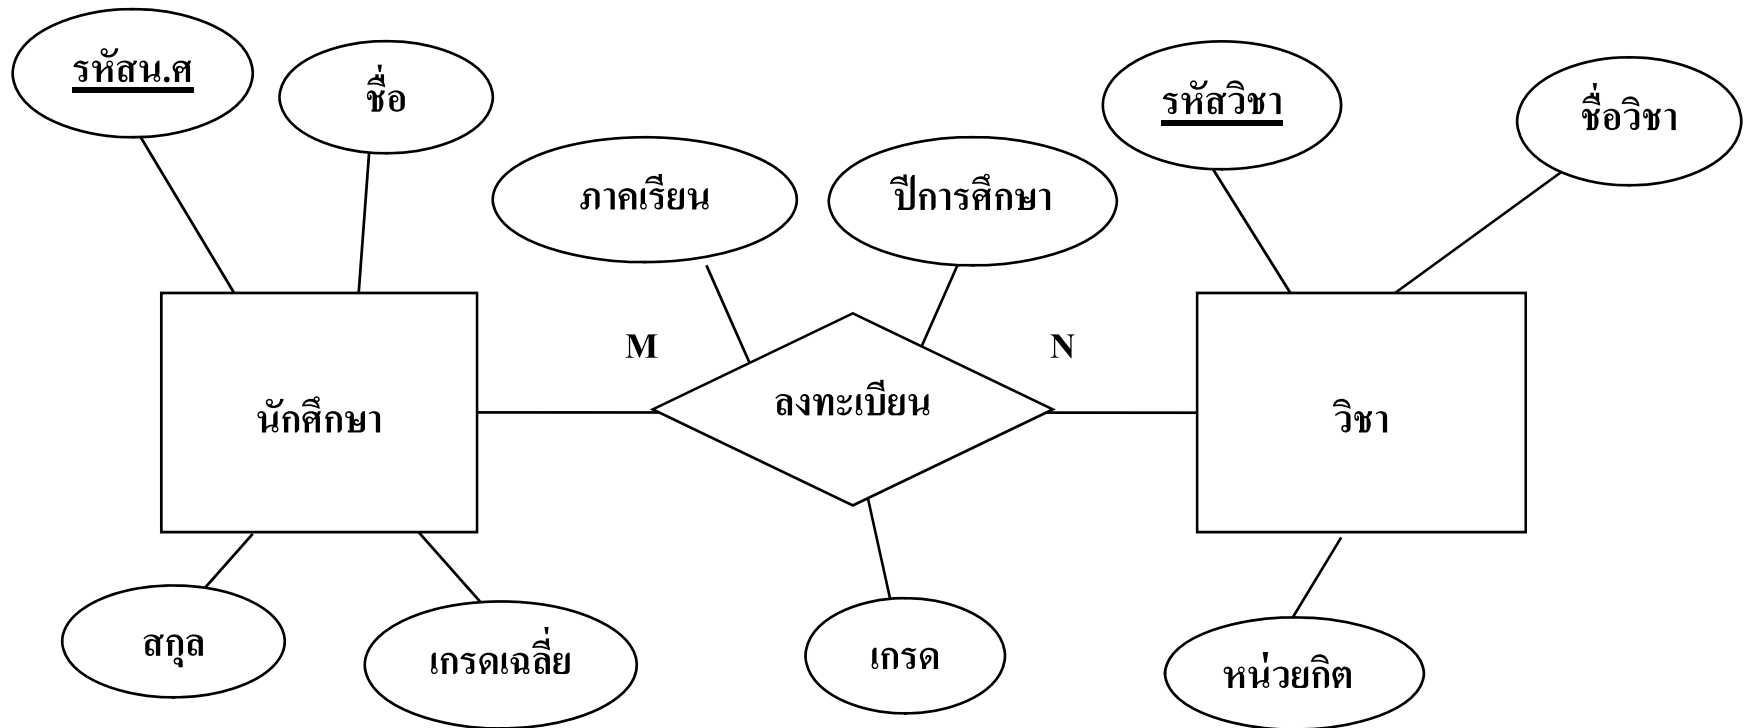 รหัสน.ศ
ชื่อ
รหัสวิชา
ชื่อวิชา
ภาคเรียน
ปีการศึกษา
M
N
นักศึกษา
ลงทะเบียน
วิชา
สกุล
เกรดเฉลี่ย
เกรด
หน่วยกิต